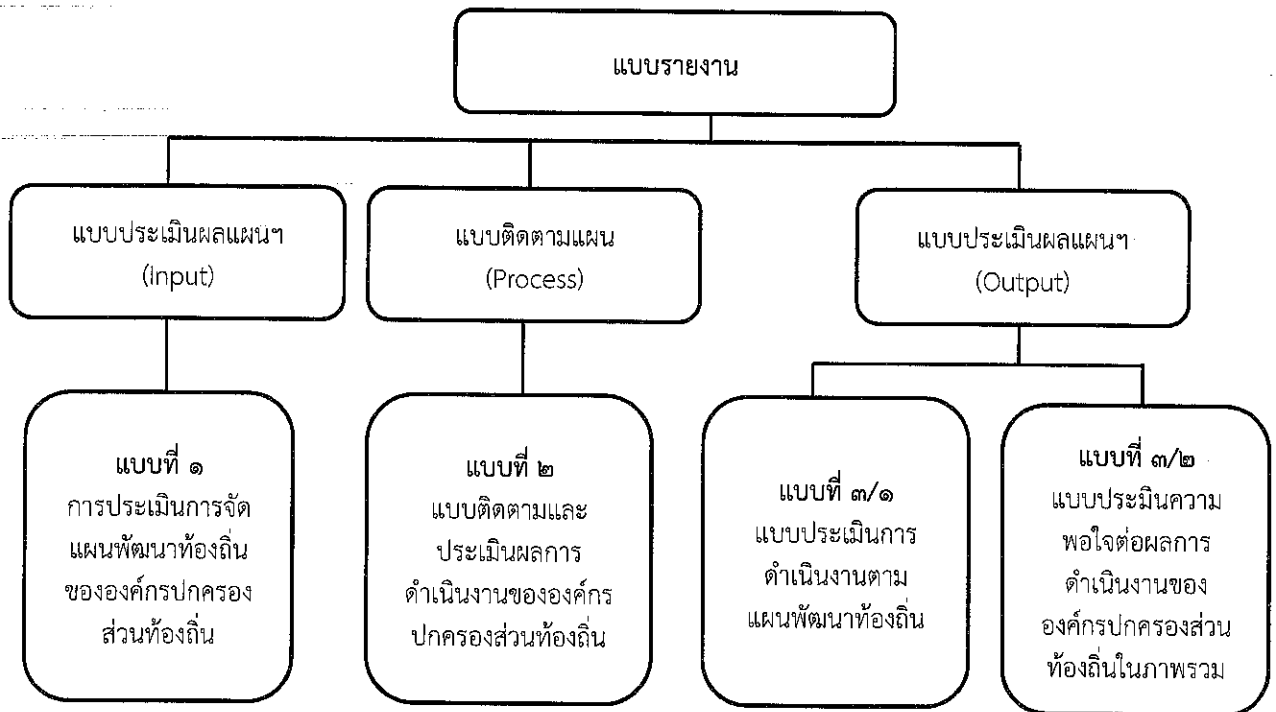 แบบรายงาน
แบบประเมินผลแผนฯ
(Input)
แบบติดตามแผน
(Process)
แบบประเมินผลแผนฯ
(Output)
แบบที่ ๑
การประเมินการจัด
แผนพัฒนาท้องถิ่น
ขององค์กรปกครอง
ส่วนท้องถิ่น
แบบที่ ๒
แบบติดตามและ
ประเมินผลการ
ดำเนินงานขององค์กร
ปกครองส่วนท้องถิ่น
แบบที่ ๓/๑
แบบประเมินการ
ดำเนินงานตาม
แผนพัฒนาท้องถิ่น
แบบที่ ๓/๒
แบบประมินความ
พอใจต่อผลการ
ดำเนินงานของ
องค์กรปกครองส่วน
ท้องถิ่นในภาพรวม